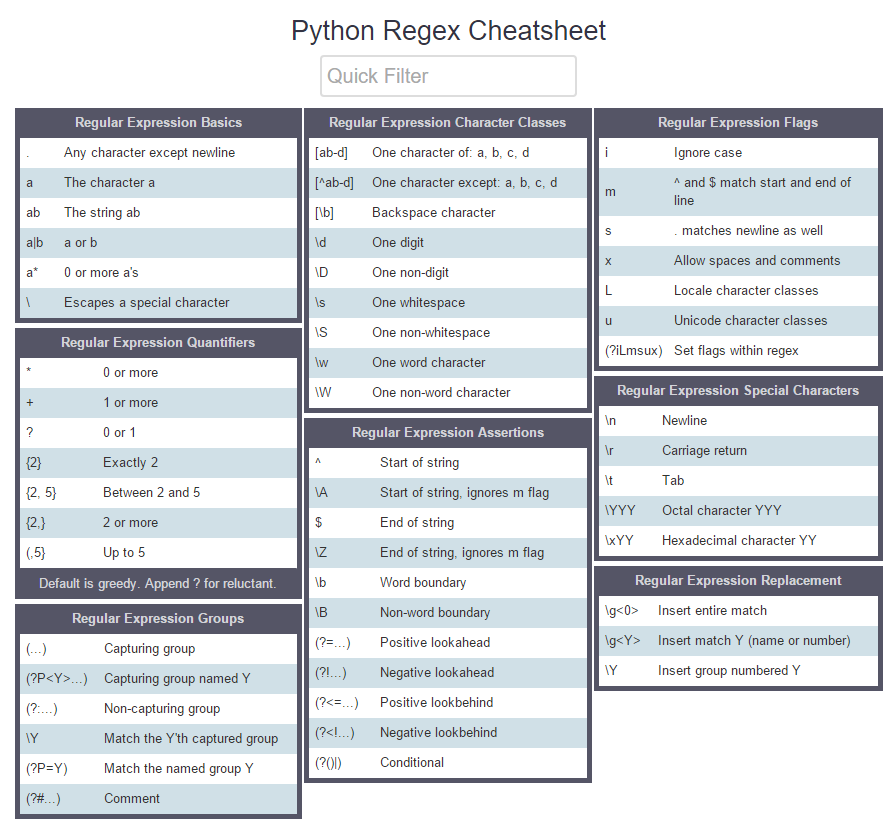 Python Regex Cheatsheet
Quick Filter
Regular Expression Basics
. Any character except newline
a The character a
ab The string ab
a|b a or b
a* 0 or more a's
\ Escapes a special character
Regular Expression Quantifiers
* 0 or more
+ 1 or more
? 0 or 1
{2} Exactly 2
{2, 5} Between 2 and 5
{2,} 2 or more
(,5} Up to 5
Default is greedy. Append ? for reluctant.
Regular Expression Groups
(...) Capturing group
(?P<Y>...) Capturing group named Y
(?:...) Non-capturing group
\Y Match the Y'th captured group
(?P=Y) Match the named group Y
(?#...) Comment
Regular Expression Character Classes
[ab-d] One character of: a, b, c, d
[^ab-d] One character except: a, b, c, d
[\b] Backspace character
\d One digit
\D One non-digit
\s One whitespace
\S One non-whitespace
\w One word character
\W One non-word character
Regular Expression Assertions
^ Start of string
\A Start of string, ignores m flag
$ End of string
\Z End of string, ignores m flag
\b Word boundary
\B Non-word boundary
(?=...) Positive lookahead
(?!...) Negative lookahead
(?<=...) Positive lookbehind
(?<!...) Negative lookbehind
(?()|) Conditional
Regular Expression Flags
i Ignore case
m ^ and $ match start and end of
line
s . matches newline as well
x Allow spaces and comments
L Locale character classes
u Unicode character classes
(?iLmsux) Set flags within regex
Regular Expression Special Characters
\n Newline
\r Carriage return
\t Tab
\YYY Octal character YYY
\xYY Hexadecimal character YY
Regular Expression Replacement
\g<0> Insert entire match
\g<Y> Insert match Y (name or number)
\Y Insert group numbered Y